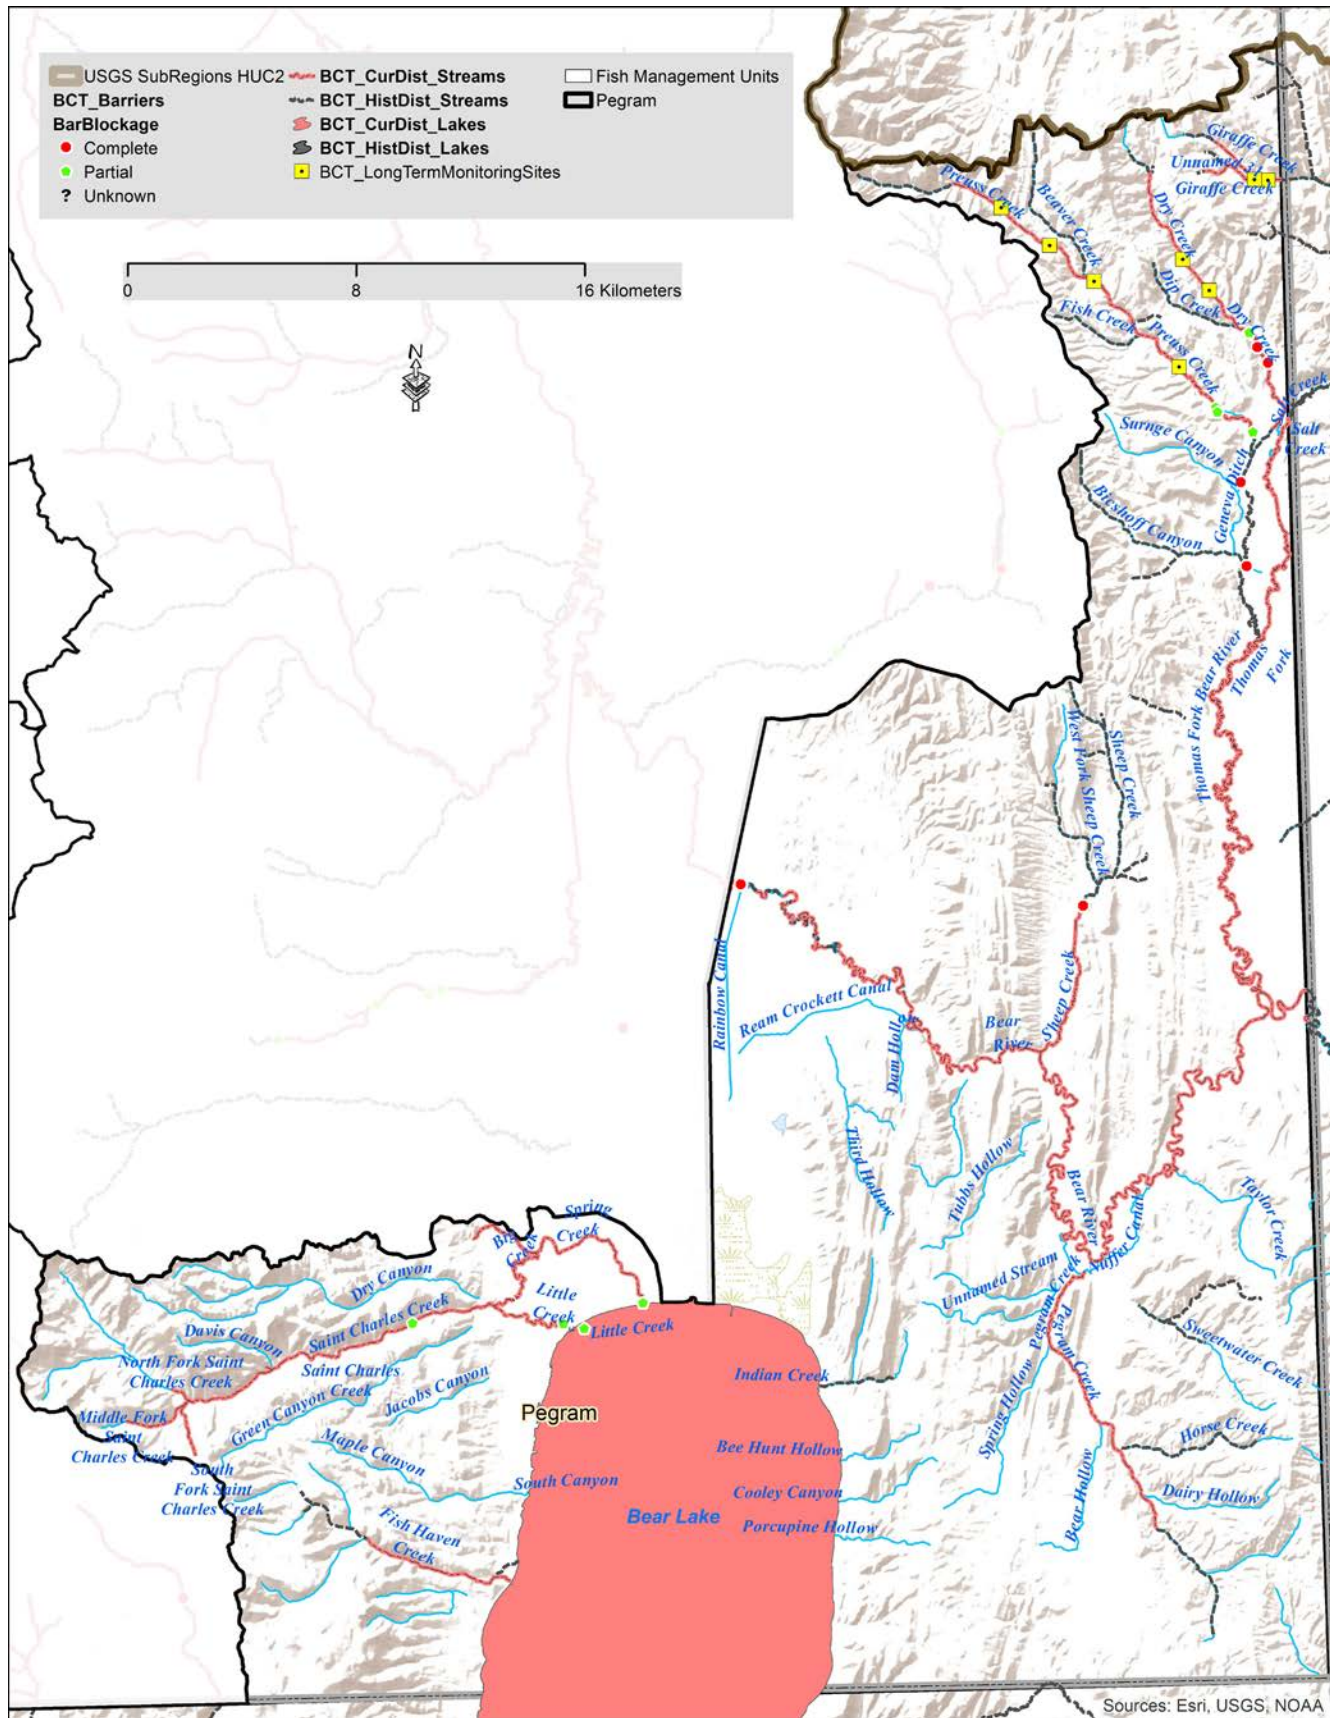 USGS SubRegions HUC2
BCT_Barriers
BarBlockage
Complete
Partial
? Unknown
BCT_CurDist_Streams
BCT_HistDist_Streams
BCT_CurDist_Lakes
BCT_HistDist_Lakes
BCT_LongTermMonitoringSites
Fish Management Units
Pegram
0 8 16 Kilometers
N
Giraffe Creek
Unnamed 34
Giraffe Creek
Preuss Creek
Beaver Creek
Dry Creek
Dip Creek
Dry Creek
Fish Creek
Preuss Creek
Salt Creek
Salt
Creek
Surnge Canyon
Geneva Ditch
Bieshoff Canyon
Thomas Fork Bear River
Thomas
Fork
West Fork Sheep Creek
Sheep Creek
Rainbow Canal
Ream Crockett Canal
Dam Hollow
Bear
River
Sheep Creek
Third Hollow
Tubbs Hollow
Bear River
Nuffer Canal
Taylor Creek
Unnamed Stream
Pegram Creek
Pegram Creek
Spring Hollow
Sweetwater Creek
Horse Creek
Bear Hollow
Dairy Hollow
Spring
Creek
Big
Creek
Dry Canyon
Little
Creek
Little Creek
Davis Canyon
Saint Charles Creek
North Fork Saint
Charles Creek
Saint Charles
Green Canyon Creek
Jacobs Canyon
Middle Fork
Saint
Charles Creek
South
Fork Saint
Charles Creek
Maple Canyon
South Canyon
Fish Haven
Creek
Pegram
Bear Lake
Indian Creek
Bee Hunt Hollow
Cooley Canyon
Porcupine Hollow
Sources: Esri, USGS, NOAA